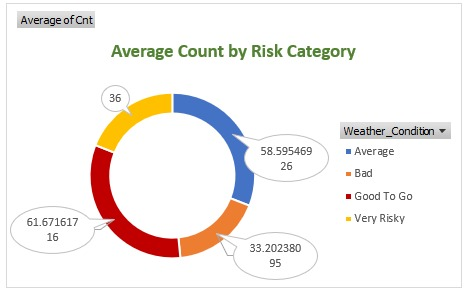 Average of Cnt
Average Count by Risk Category
36
58.595469
26
Weather_Condition
Average
Bad
Good To Go
Very Risky
61.671617
16
33.202380
95